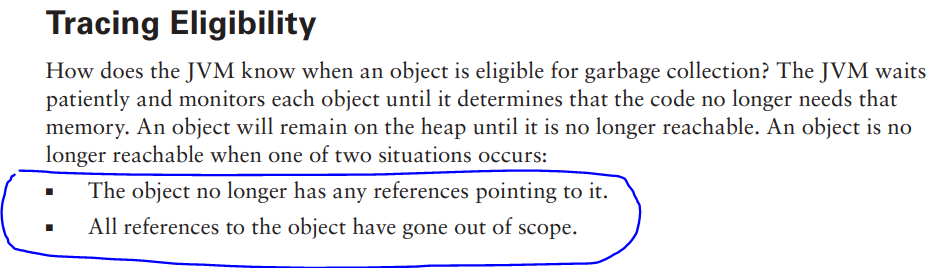 Tracing Eligibility
How does the JVM know when an object is eligible for garbage collection? The JVM waits
patiently and monitors each object until it determines that the code no longer needs that
memory. An object will remain on the heap until it is no longer reachable. An object is no
longer reachable when one of two situations occurs:
▪ The object no longer has any references pointing to it.
▪ All references to the object have gone out of scope.